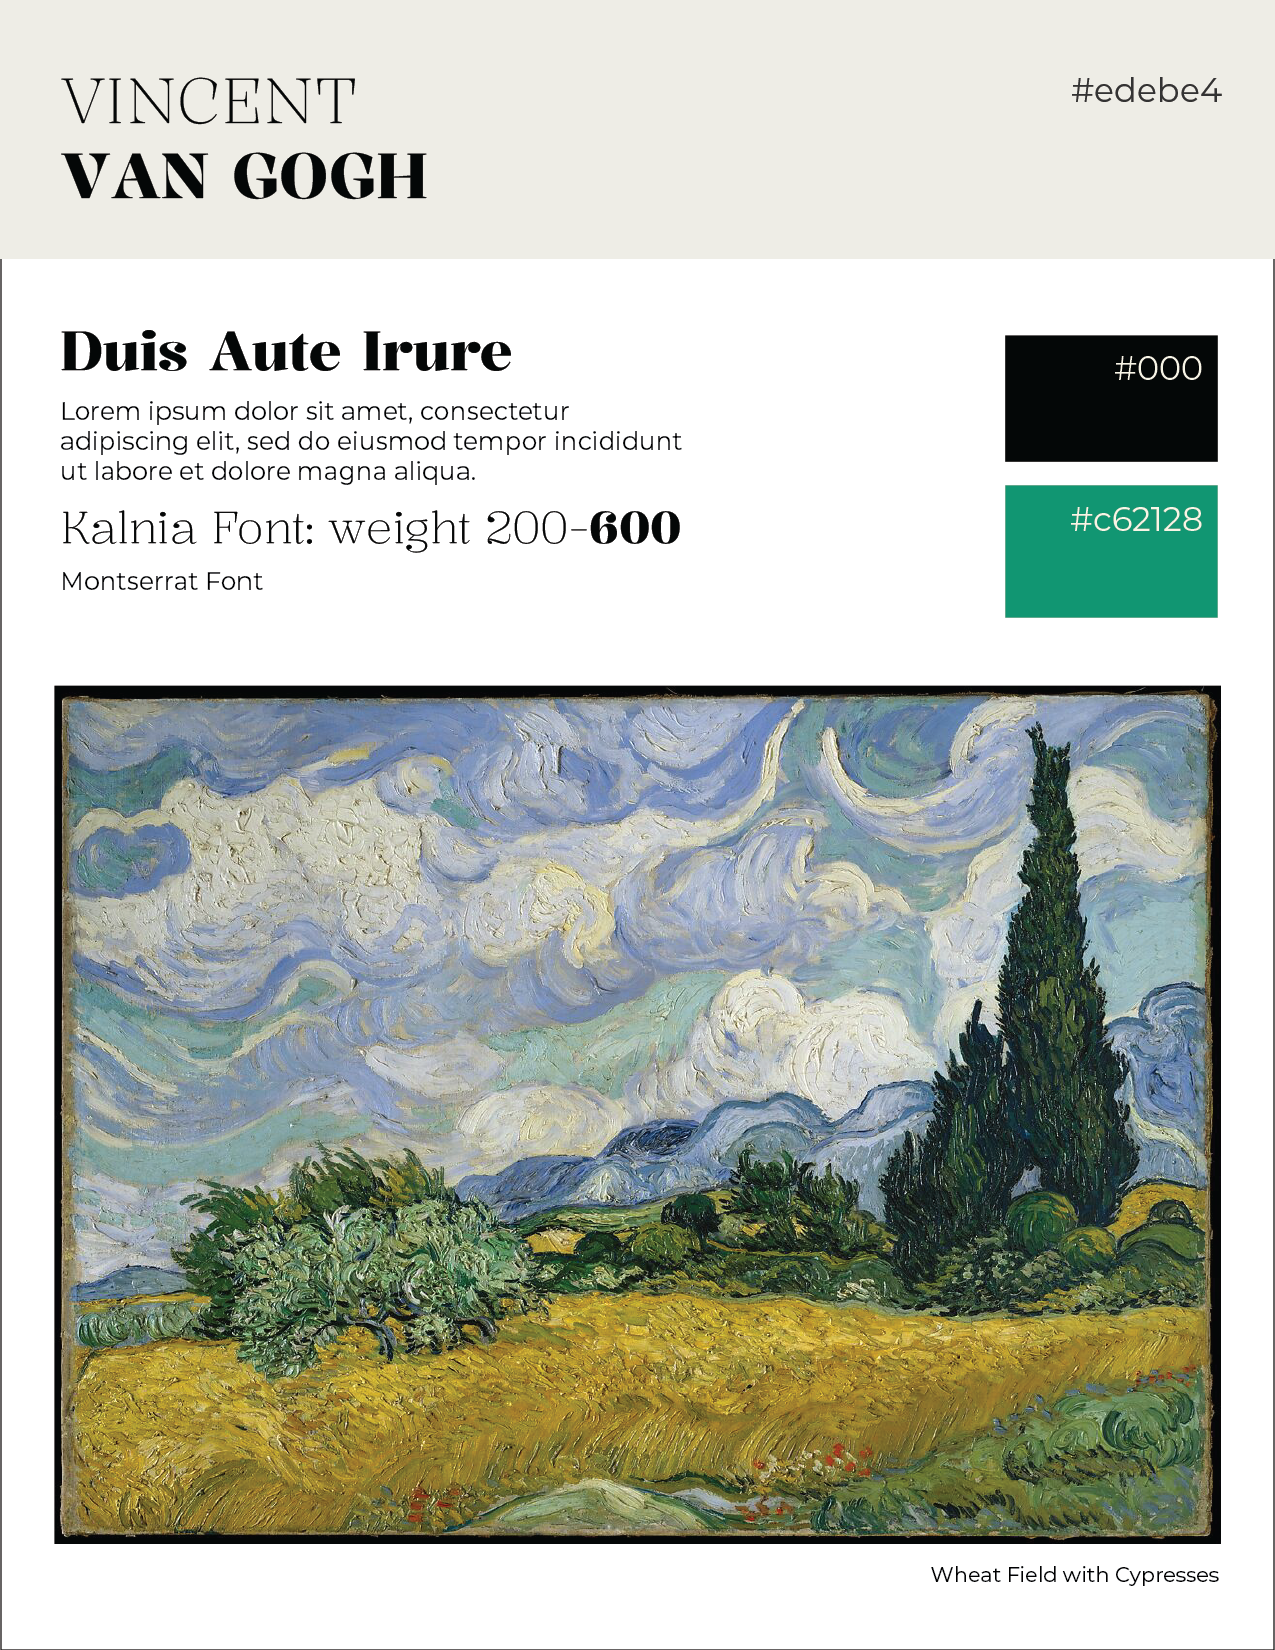 VINCENT
VAN GOGH
#edebe4
Duis Aute Irure
Lorem ipsum dolor sit amet, consectetur
adipiscing elit, sed do eiusmod tempor incididunt
ut labore et dolore magna aliqua.
Kalnia Font: weight 200-600
Montserrat Font
#000
#c62128
Wheat Field with Cypresses